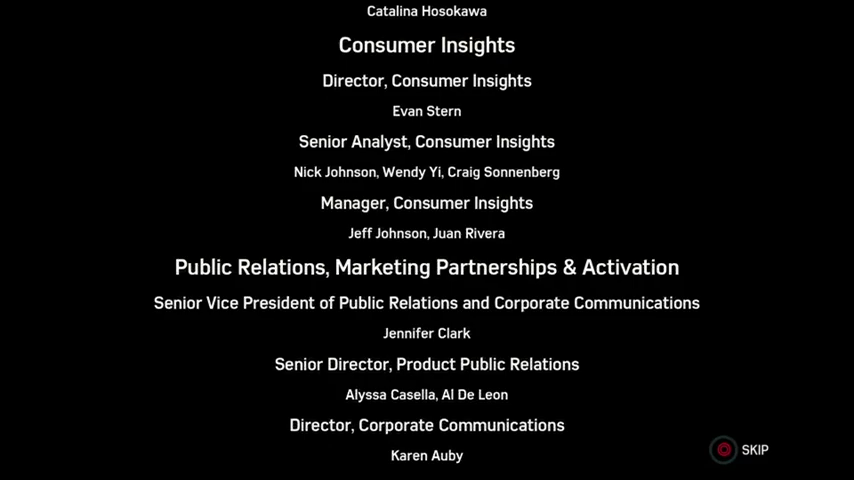 Catalina Hosokawa
Consumer Insights
Director, Consumer Insights
Evan Stern
Senior Analyst, Consumer Insights
Nick Johnson, Wendy Yi, Craig Sonnenberg
Manager, Consumer Insights
Jeff Johnson, Juan Rivera
Public Relations, Marketing Partnerships & Activation
Senior Vice President of Public Relations and Corporate Communications
Jennifer Clark
Senior Director, Product Public Relations
Alyssa Casella, Al De Leon
Director, Corporate Communications
Karen Auby
SKIP